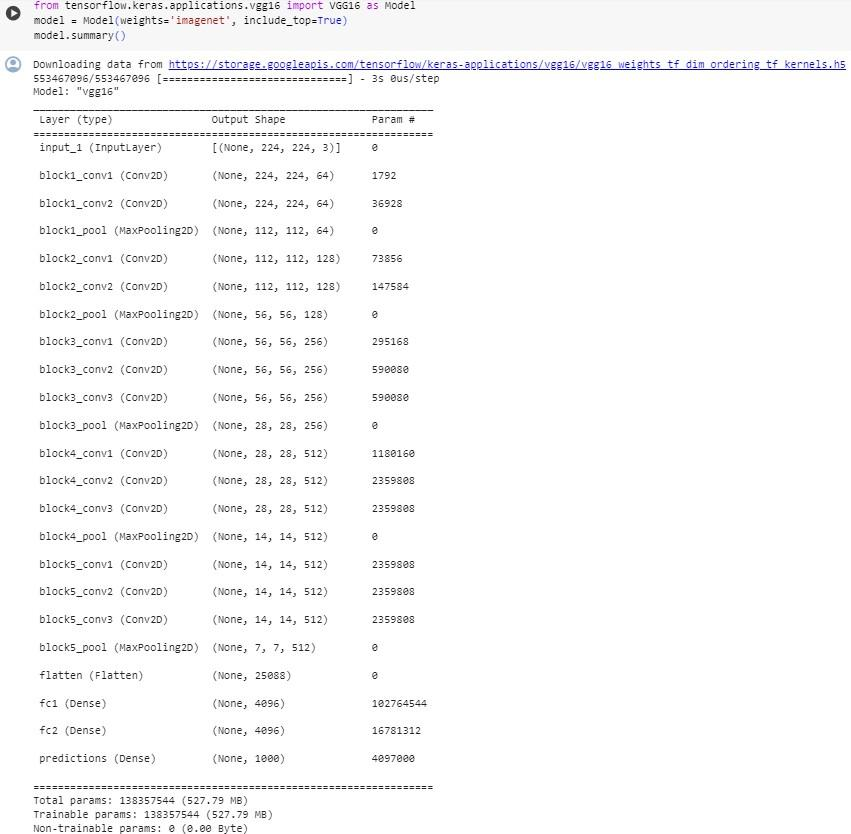 from tensorflow.keras.applications.vgg16 import VGG16 as Model
model = Model(weights='imagenet', include_top=True)
model.summary()
Downloading data from https://storage.googleapis.com/tensorflow/keras-applications/vgg16/vgg16_weights_tf_dim_ordering_tf_kernels.h5
553467096/553467096 [==============================] - 3s 0us/step
Model: "vgg16"
_________________________________________________________________
Layer (type) Output Shape Param #
=================================================================
input_1 (InputLayer) [(None, 224, 224, 3)] 0
block1_conv1 (Conv2D) (None, 224, 224, 64) 1792
block1_conv2 (Conv2D) (None, 224, 224, 64) 36928
block1_pool (MaxPooling2D) (None, 112, 112, 64) 0
block2_conv1 (Conv2D) (None, 112, 112, 128) 73856
block2_conv2 (Conv2D) (None, 112, 112, 128) 147584
block2_pool (MaxPooling2D) (None, 56, 56, 128) 0
block3_conv1 (Conv2D) (None, 56, 56, 256) 295168
block3_conv2 (Conv2D) (None, 56, 56, 256) 590080
block3_conv3 (Conv2D) (None, 56, 56, 256) 590080
block3_pool (MaxPooling2D) (None, 28, 28, 256) 0
block4_conv1 (Conv2D) (None, 28, 28, 512) 1180160
block4_conv2 (Conv2D) (None, 28, 28, 512) 2359808
block4_conv3 (Conv2D) (None, 28, 28, 512) 2359808
block4_pool (MaxPooling2D) (None, 14, 14, 512) 0
block5_conv1 (Conv2D) (None, 14, 14, 512) 2359808
block5_conv2 (Conv2D) (None, 14, 14, 512) 2359808
block5_conv3 (Conv2D) (None, 14, 14, 512) 2359808
block5_pool (MaxPooling2D) (None, 7, 7, 512) 0
flatten (Flatten) (None, 25088) 0
fc1 (Dense) (None, 4096) 102764544
fc2 (Dense) (None, 4096) 16781312
predictions (Dense) (None, 1000) 4097000
=================================================================
Total params: 138357544 (527.79 MB)
Trainable params: 138357544 (527.79 MB)
Non-trainable params: 0 (0.00 Byte)